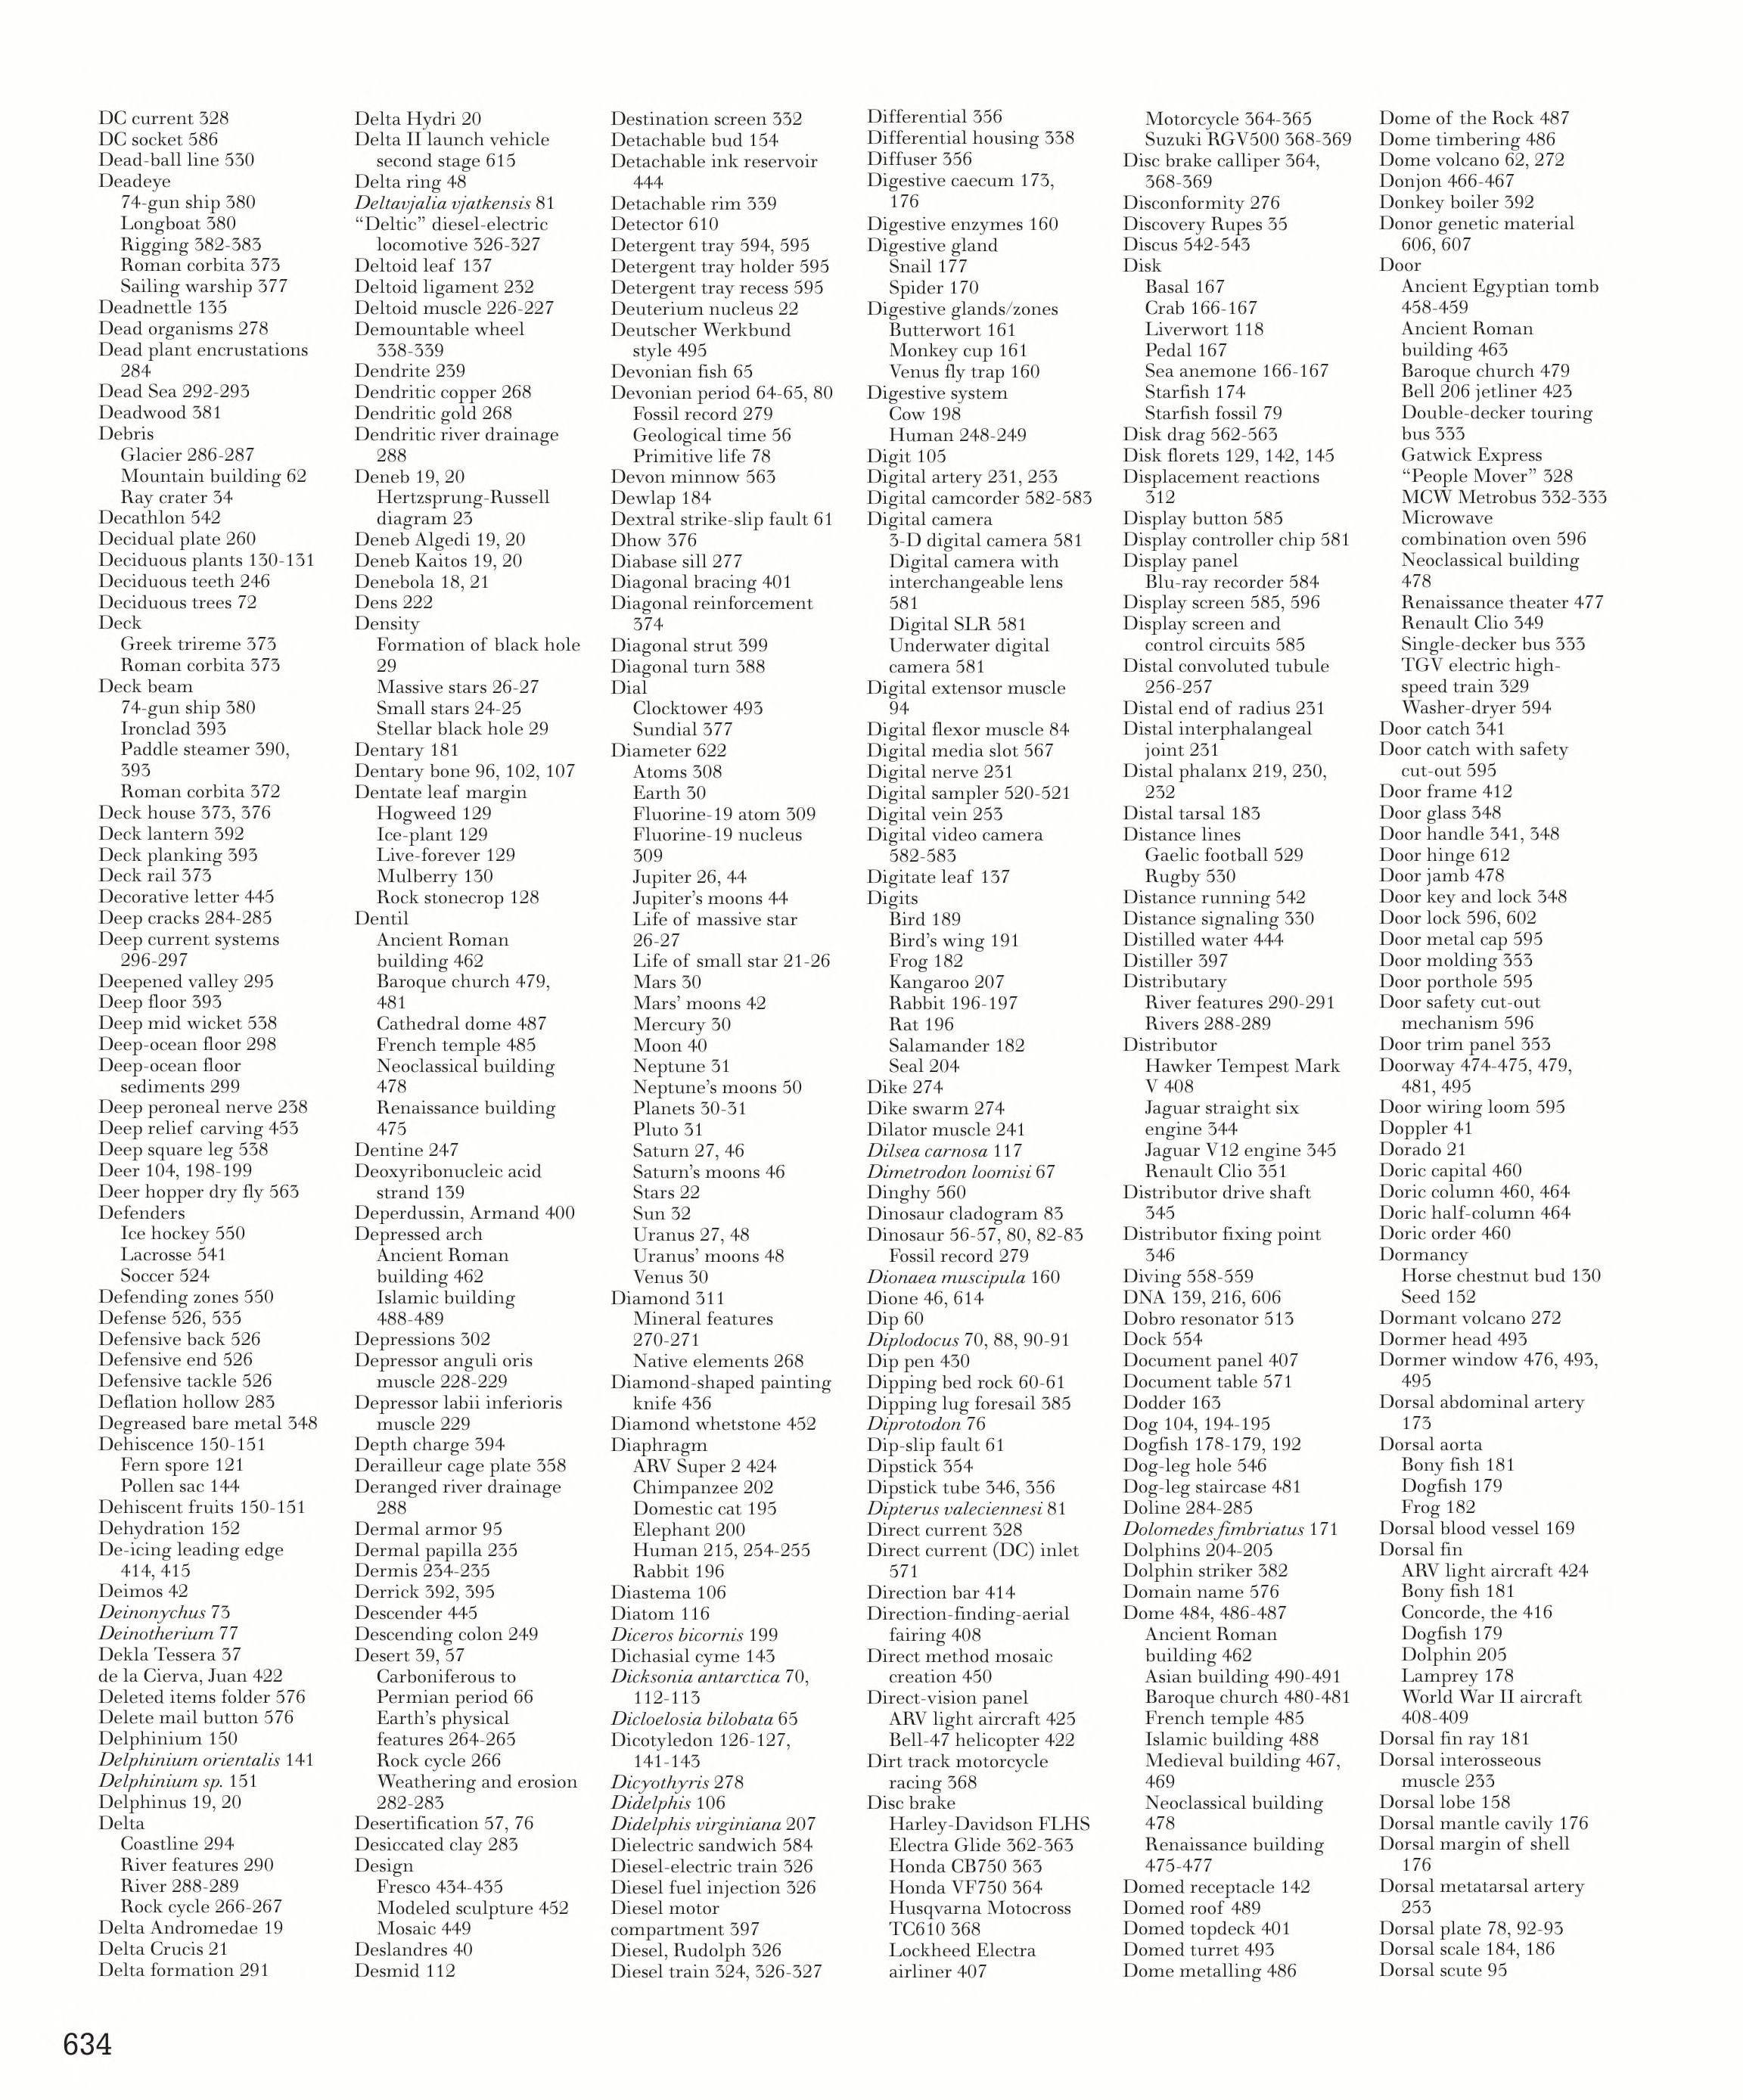 DC current 328
DC socket 586
Dead-ball line 530
Deadeye
74-gun ship 380
Longboat 380
Rigging 382-383
Roman corbita 373
Sailing warship 377
Deadnettle 135
Dead organisms 278
Dead plant encrustations
284
Dead Sea 292-293
Deadwood 381
Debris
Glacier 286-287
Mountain building 62
Ray crater 34
Decathlon 542
Decidual plate 260
Deciduous plants 130-131
Deciduous teeth 246
Deciduous trees 72
Deck
Greek trireme 373
Roman corbita 373
Deck beam
74-gun ship 380
Ironclad 393
Paddle steamer 390,
393
Roman corbita 372
Deck house 373, 376
Deck lantern 392
Deck planking 393
Deck rail 373
Decorative letter 445
Deep cracks 284-285
Deep current systems
296-297
Deepened valley 295
Deep floor 393
Deep mid wicket 538
Deep-ocean floor 298
Deep-ocean floor
sediments 299
Deep peroneal nerve 238
Deep relief carving 453
Deep square leg 538
Deer 104, 198-199
Deer hopper dry fly 563
Defenders
Ice hockey 550
Lacrosse 541
Soccer 524
Defending zones 550
Defense 526, 535
Defensive back 526
Defensive end 526
Defensive tackle 526
Deflation hollow 283
Degreased bare metal 348
Dehiscence 150-151
Fern spore 121
Pollen sac 144
Dehiscent fruits 150-151
Dehydration 152
De-icing leading edge
414, 415
Deimos 42
Deinonychus 73
Deinotherium 77
Dekla Tessera 37
de la Cierva, Juan 422
Deleted items folder 576
Delete mail button 576
Delphinium 150
Delphinium orientalis 141
Delphinium sp. 151
Delphinus 19, 20
Delta
Coastline 294
River features 290
River 288-289
Rock cycle 266-267
Delta Andromedae 19
Delta Crucis 21
Delta formation 291
Delta Hydri 20
Delta II launch vehicle
second stage 615
Delta ring 48
Deltavjalia vjatkensis 81
“Deltic” diesel-electric
locomotive 326-327
Deltoid leaf 137
Deltoid ligament 232
Deltoid muscle 226-227
Demountable wheel
338-339
Dendrite 239
Dendritic copper 268
Dendritic gold 268
Dendritic river drainage
288
Deneb 19, 20
Hertzsprung-Russell
diagram 23
Deneb Algedi 19, 20
Deneb Kaitos 19, 20
Denebola 18, 21
Dens 222
Density
Formation of black hole
29
Massive stars 26-27
Small stars 24-25
Stellar black hole 29
Dentary 181
Dentary bone 96, 102, 107
Dentate leaf margin
Hogweed 129
Ice-plant 129
Live-forever 129
Mulberry 130
Rock stonecrop 128
Dentil
Ancient Roman
building 462
Baroque church 479,
481
Cathedral dome 487
French temple 485
Neoclassical building
478
Renaissance building
475
Dentine 247
Deoxyribonucleic acid
strand 139
Deperdussin, Armand 400
Depressed arch
Ancient Roman
building 462
Islamic building
488-489
Depressions 302
Depressor anguli oris
muscle 228-229
Depressor labii inferioris
muscle 229
Depth charge 394
Derailleur cage plate 358
Deranged river drainage
288
Dermal armor 95
Dermal papilla 235
Dermis 234-235
Derrick 392, 395
Descender 445
Descending colon 249
Desert 39, 57
Carboniferous to
Permian period 66
Earth’s physical
features 264-265
Rock cycle 266
Weathering and erosion
282-283
Desertification 57, 76
Desiccated clay 283
Design
Fresco 434-435
Modeled sculpture 452
Mosaic 449
Deslandres 40
Desmid 112
Destination screen 332
Detachable bud 154
Detachable ink reservoir
444
Detachable rim 339
Detector 610
Detergent tray 594, 595
Detergent tray holder 595
Detergent tray recess 595
Deuterium nucleus 22
Deutscher Werkbund
style 495
Devonian fish 65
Devonian period 64-65, 80
Fossil record 279
Geological time 56
Primitive life 78
Devon minnow 563
Dewlap 184
Dextral strike-slip fault 61
Dhow 376
Diabase sill 277
Diagonal bracing 401
Diagonal reinforcement
374
Diagonal strut 399
Diagonal turn 388
Dial
Clocktower 493
Sundial 377
Diameter 622
Atoms 308
Earth 30
Fluorine-19 atom 309
Fluorine-19 nucleus
309
Jupiter 26, 44
Jupiter’s moons 44
Life of massive star
26-27
Life of small star 21-26
Mars 30
Mars’ moons 42
Mercury 30
Moon 40
Neptune 31
Neptune’s moons 50
Planets 30-31
Pluto 31
Saturn 27, 46
Saturn’s moons 46
Stars 22
Sun 32
Uranus 27, 48
Uranus’ moons 48
Venus 30
Diamond 311
Mineral features
270-271
Native elements 268
Diamond-shaped painting
knife 436
Diamond whetstone 452
Diaphragm
ARV Super 2 424
Chimpanzee 202
Domestic cat 195
Elephant 200
Human 215, 254-255
Rabbit 196
Diastema 106
Diatom 116
Diceros bicornis 199
Dichasial cyme 143
Dicksonia antarctica 70,
112-113
Dicloelosia bilobata 65
Dicotyledon 126-127,
141-143
Dicyothyris 278
Didelphis 106
Didelphis virginiana 207
Dielectric sandwich 584
Diesel-electric train 326
Diesel fuel injection 326
Diesel motor
compartment 397
Diesel, Rudolph 326
Diesel train 324, 326-327
Differential 356
Differential housing 338
Diffuser 356
Digestive caecum 173,
176
Digestive enzymes 160
Digestive gland
Snail 177
Spider 170
Digestive glands/zones
Butterwort 161
Monkey cup 161
Venus fly trap 160
Digestive system
Cow 198
Human 248-249
Digit 105
Digital artery 231, 253
Digital camcorder 582-583
Digital camera
3-D digital camera 581
Digital camera with
interchangeable lens
581
Digital SLR 581
Underwater digital
camera 581
Digital extensor muscle
94
Digital flexor muscle 84
Digital media slot 567
Digital nerve 231
Digital sampler 520-521
Digital vein 253
Digital video camera
582-583
Digitate leaf 137
Digits
Bird 189
Bird’s wing 191
Frog 182
Kangaroo 207
Rabbit 196-197
Rat 196
Salamander 182
Seal 204
Dike 274
Dike swarm 274
Dilator muscle 241
Dilsea carnosa 117
Dimetrodon loomisi 67
Dinghy 560
Dinosaur cladogram 83
Dinosaur 56-57, 80, 82-83
Fossil record 279
Dionaea muscipula 160
Dione 46, 614
Dip 60
Diplodocus 70, 88, 90-91
Dip pen 430
Dipping bed rock 60-61
Dipping lug foresail 385
Diprotodon 76
Dip-slip fault 61
Dipstick 354
Dipstick tube 346, 356
Dipterus valeciennesi 81
Direct current 328
Direct current (DC) inlet
571
Direction bar 414
Direction-finding-aerial
fairing 408
Direct method mosaic
creation 450
Direct-vision panel
ARV light aircraft 425
Bell-47 helicopter 422
Dirt track motorcycle
racing 368
Disc brake
Harley-Davidson FLHS
Electra Glide 362-363
Honda CB750 363
Honda VF750 364
Husqvarna Motocross
TC610 368
Lockheed Electra
airliner 407
Motorcycle 364-365
Suzuki RGV500 368-369
Disc brake calliper 364,
368-369
Disconformity 276
Discovery Rupes 35
Discus 542-543
Disk
Basal 167
Crab 166-167
Liverwort 118
Pedal 167
Sea anemone 166-167
Starfish 174
Starfish fossil 79
Disk drag 562-563
Disk florets 129, 142, 145
Displacement reactions
312
Display button 585
Display controller chip 581
Display panel
Blu-ray recorder 584
Display screen 585, 596
Display screen and
control circuits 585
Distal convoluted tubule
256-257
Distal end of radius 231
Distal interphalangeal
joint 231
Distal phalanx 219, 230,
232
Distal tarsal 183
Distance lines
Gaelic football 529
Rugby 530
Distance running 542
Distance signaling 330
Distilled water 444
Distiller 397
Distributary
River features 290-291
Rivers 288-289
Distributor
Hawker Tempest Mark
V 408
Jaguar straight six
engine 344
Jaguar V12 engine 345
Renault Clio 351
Distributor drive shaft
345
Distributor fixing point
346
Diving 558-559
DNA 139, 216, 606
Dobro resonator 513
Dock 554
Document panel 407
Document table 571
Dodder 163
Dog 104, 194-195
Dogfish 178-179, 192
Dog-leg hole 546
Dog-leg staircase 481
Doline 284-285
Dolomedes fimbriatus 171
Dolphins 204-205
Dolphin striker 382
Domain name 576
Dome 484, 486-487
Ancient Roman
building 462
Asian building 490-491
Baroque church 480-481
French temple 485
Islamic building 488
Medieval building 467,
469
Neoclassical building
478
Renaissance building
475-477
Domed receptacle 142
Domed roof 489
Domed topdeck 401
Domed turret 493
Dome metalling 486
Dome of the Rock 487
Dome timbering 486
Dome volcano 62, 272
Donjon 466-467
Donkey boiler 392
Donor genetic material
606, 607
Door
Ancient Egyptian tomb
458-459
Ancient Roman
building 463
Baroque church 479
Bell 206 jetliner 423
Double-decker touring
bus 333
Gatwick Express
“People Mover” 328
MCW Metrobus 332-333
Microwave
combination oven 596
Neoclassical building
478
Renaissance theater 477
Renault Clio 349
Single-decker bus 333
TGV electric high-
speed train 329
Washer-dryer 594
Door catch 341
Door catch with safety
cut-out 595
Door frame 412
Door glass 348
Door handle 341, 348
Door hinge 612
Door jamb 478
Door key and lock 348
Door lock 596, 602
Door metal cap 595
Door molding 353
Door porthole 595
Door safety cut-out
mechanism 596
Door trim panel 353
Doorway 474-475, 479,
481, 495
Door wiring loom 595
Doppler 41
Dorado 21
Doric capital 460
Doric column 460, 464
Doric half-column 464
Doric order 460
Dormancy
Horse chestnut bud 130
Seed 152
Dormant volcano 272
Dormer head 493
Dormer window 476, 493,
495
Dorsal abdominal artery
173
Dorsal aorta
Bony fish 181
Dogfish 179
Frog 182
Dorsal blood vessel 169
Dorsal fin
ARV light aircraft 424
Bony fish 181
Concorde, the 416
Dogfish 179
Dolphin 205
Lamprey 178
World War II aircraft
408-409
Dorsal fin ray 181
Dorsal interosseous
muscle 233
Dorsal lobe 158
Dorsal mantle cavily 176
Dorsal margin of shell
176
Dorsal metatarsal artery
253
Dorsal plate 78, 92-93
Dorsal scale 184, 186
Dorsal scute 95
634